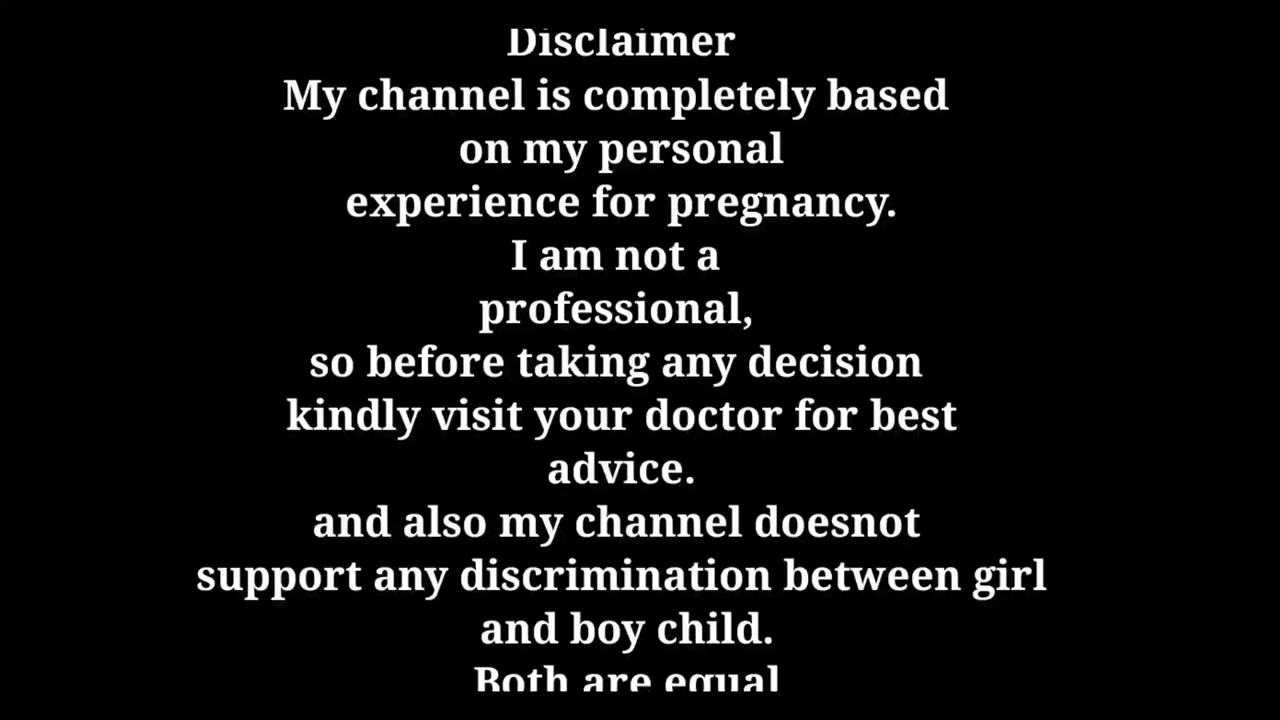 Disclaimer
My channel is completely based
on my personal
experience for pregnancy.
I am not a
professional,
so before taking any decision
kindly visit your doctor for best
advice.
and also my channel doesnot
support any discrimination between girl
and boy child.
Both are equal